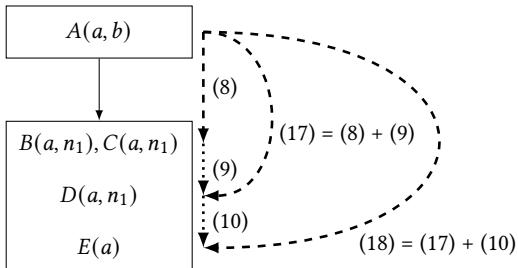 A(a, b)
(8)
(17) = (8) + (9)
B(a, n₁), C(a, n₁)
(9)
D(a, n₁)
(10)
E(a)
(18) = (17) + (10)